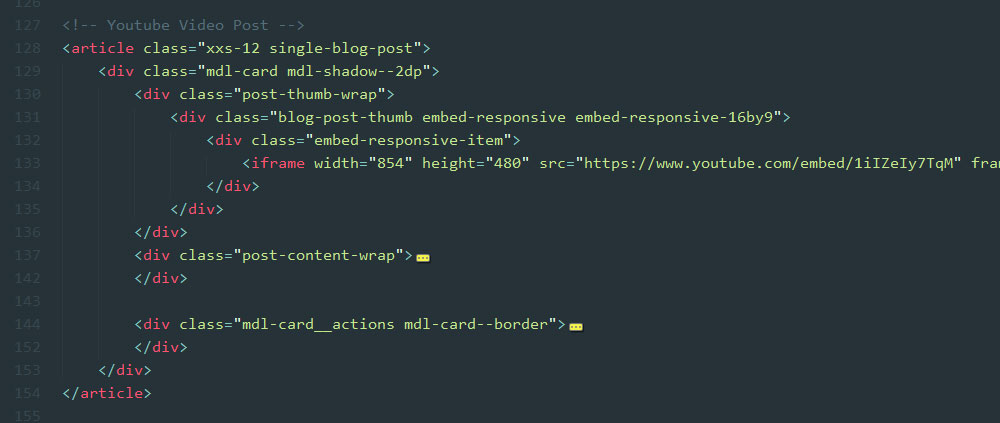 126
127 <!-- Youtube Video Post -->
128 <article class="xxs-12 single-blog-post">
129 <div class="mdl-card mdl-shadow--2dp">
130 <div class="post-thumb-wrap">
131 <div class="blog-post-thumb embed-responsive embed-responsive-16by9">
132 <div class="embed-responsive-item">
133 <iframe width="854" height="480" src="https://www.youtube.com/embed/1iIZeIy7TqM" fram
134 </div>
135 </div>
136 </div>
137 <div class="post-content-wrap">
142 </div>
143
144 <div class="mdl-card__actions mdl-card--border">
152 </div>
153 </div>
154 </article>
155